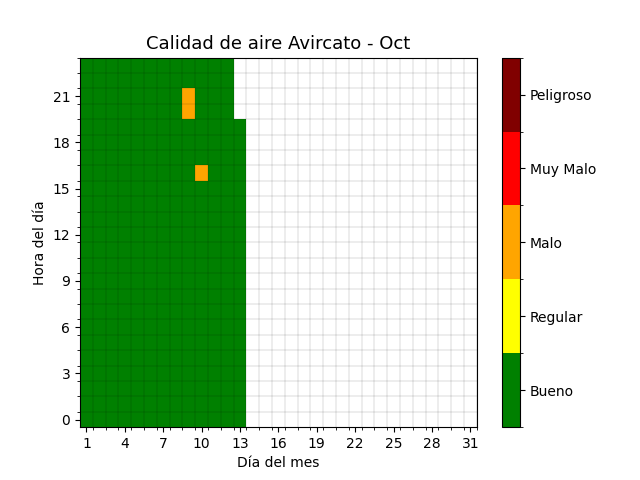 Calidad de aire Avircato - Oct
Hora del día
21
18
15
12
9
6
3
0
1 4 7 10 13 16 19 22 25 28 31
Día del mes
Peligroso
Muy Malo
Malo
Regular
Bueno